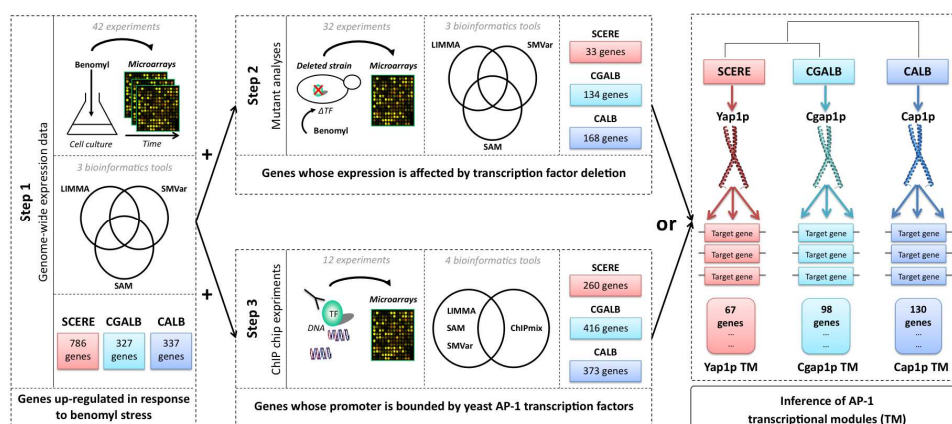 Step 1
Genome-wide expression data
42 experiments
Benomyl
Microarrays
Cell culture
Time
3 bioinformatics tools
LIMMA
SMVar
SAM
SCERE
CGALB
CALB
786
genes
327
genes
337
genes
Genes up-regulated in response
to benomyl stress
+
+
Step 2
Mutant analyses
32 experiments
Deleted strain
Microarrays
ΔTF
Benomyl
3 bioinformatics tools
LIMMA
SMVar
SAM
SCERE
33 genes
CGALB
134 genes
CALB
168 genes
Genes whose expression is affected by transcription factor deletion
Step 3
ChIP chip expriments
12 experiments
Microarrays
TF
DNA
4 bioinformatics tools
LIMMA
SAM
SMVar
ChIPmix
SCERE
260 genes
CGALB
416 genes
CALB
373 genes
Genes whose promoter is bounded by yeast AP-1 transcription factors
or
SCERE
CGALB
CALB
Yap1p
Cgap1p
Cap1p
Target gene
Target gene
Target gene
Target gene
Target gene
Target gene
Target gene
Target gene
Target gene
67
genes
...
...
98
genes
...
...
130
genes
...
...
Yap1p TM
Cgap1p TM
Cap1p TM
Inference of AP-1
transcriptional modules (TM)